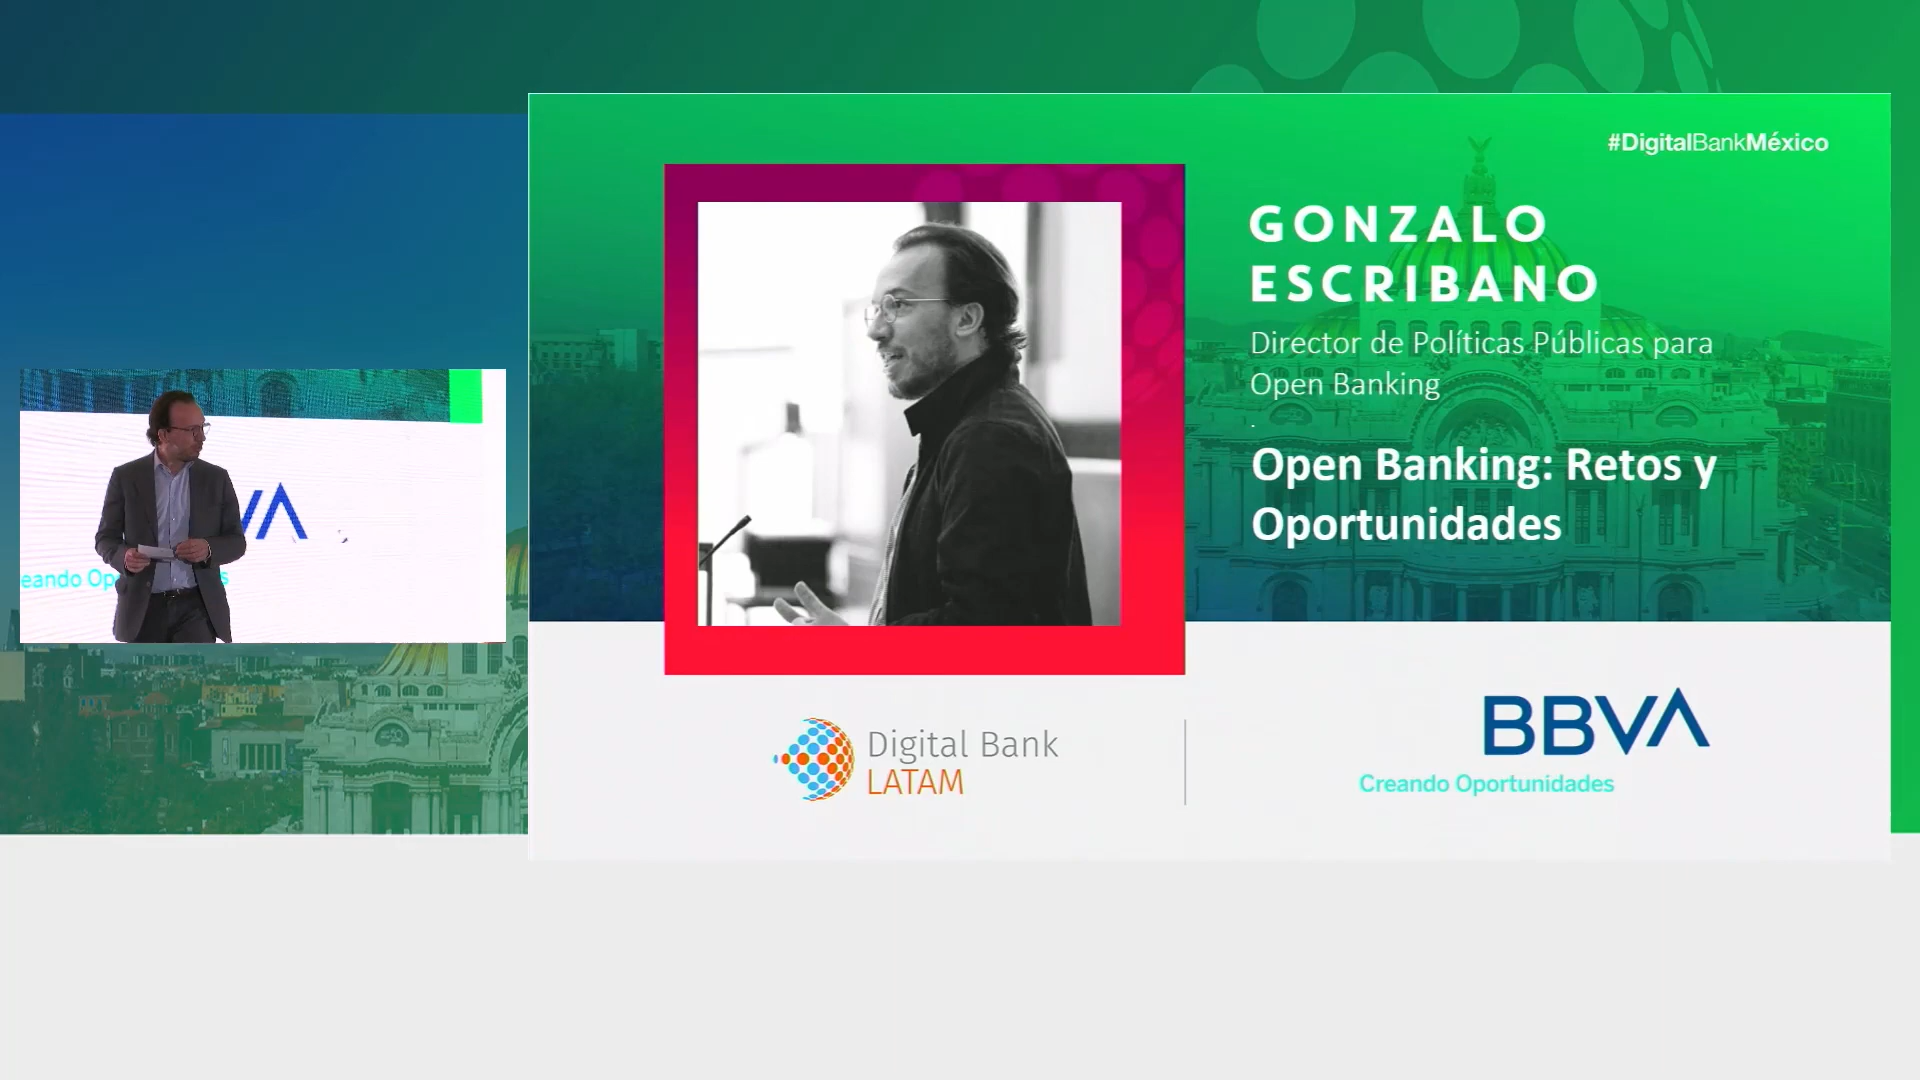 #DigitalBankMéxico
GONZALO
ESCRIBANO
Director de Políticas Públicas para
Open Banking
.
Open Banking: Retos y
Oportunidades
eando Op
Digital Bank
LATAM
BBVA
Creando Oportunidades